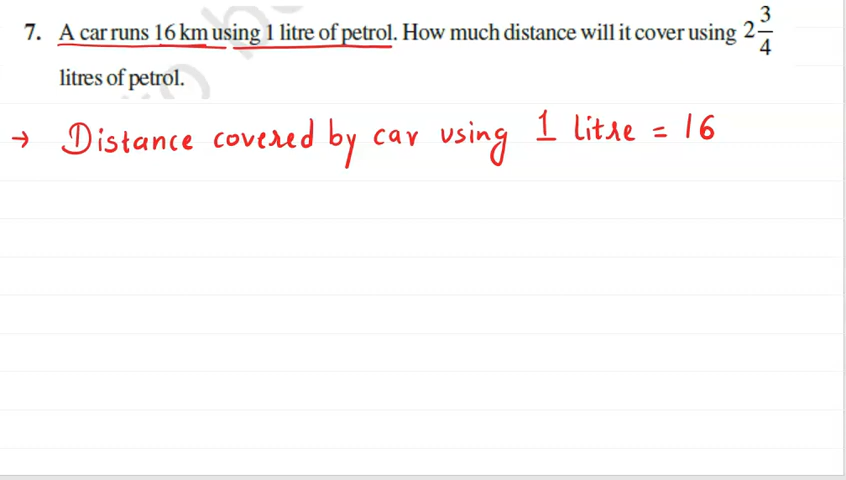 7. A car runs 16 km using 1 litre of petrol. How much distance will it cover using 2 3/4
litres of petrol.
→ Distance covered by car using 1 litre = 16